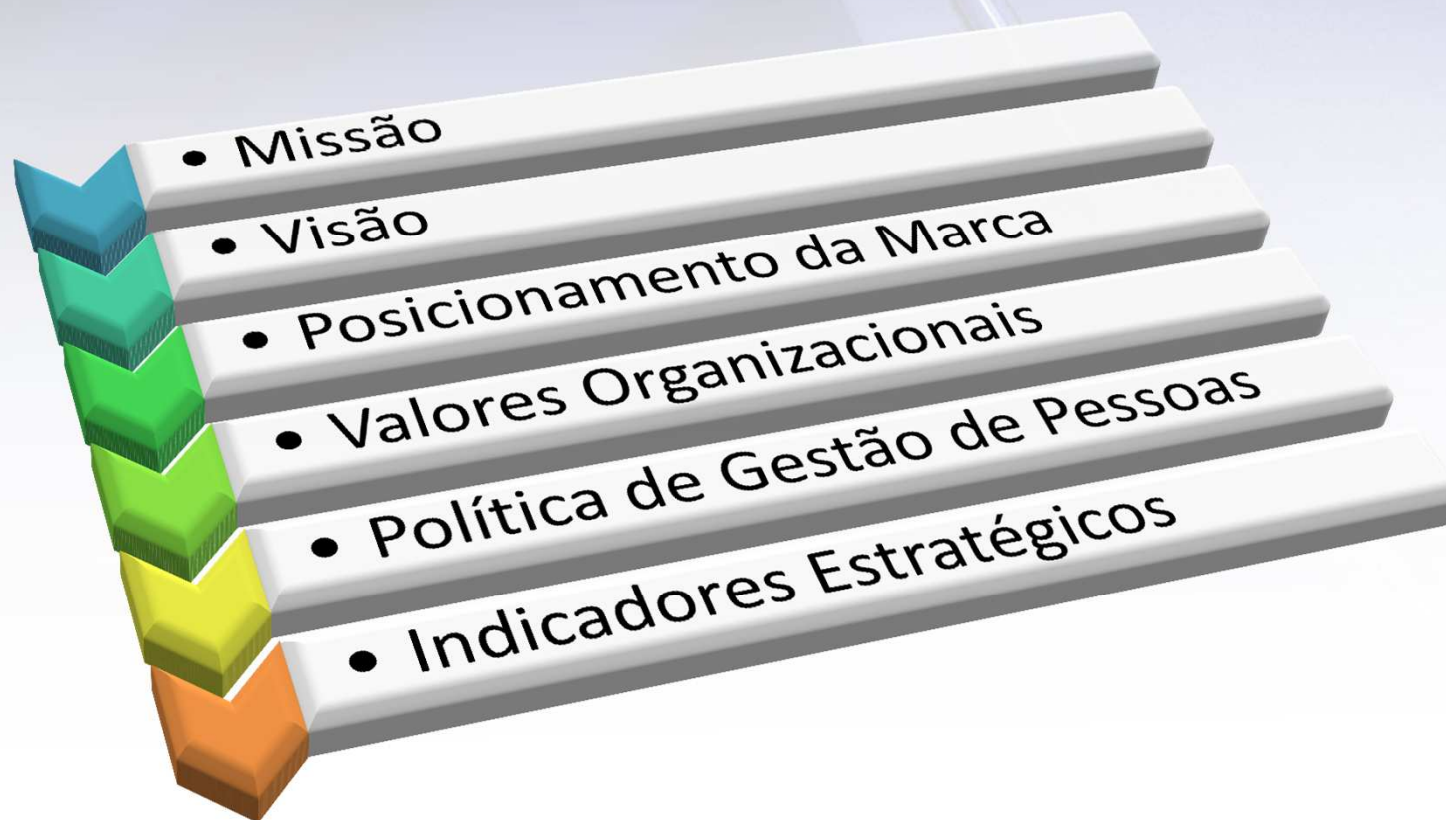 • Missão
• Visão
• Posicionamento da Marca
• Valores Organizacionais
• Política de Gestão de Pessoas
• Indicadores Estratégicos